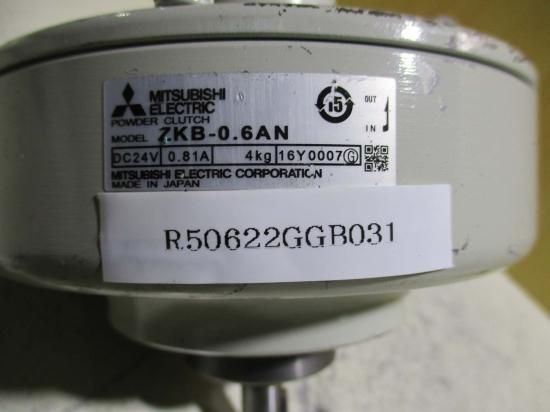 MITSUBISHI
ELECTRIC
POWDER CLUTCH
MODEL ZKB-0.6AN
DC24V 0.81A 4kg 16Y0007G
MITSUBISHI ELECTRIC CORPORATION
MADE IN JAPAN
15
OUT
IN
R50622GGB031